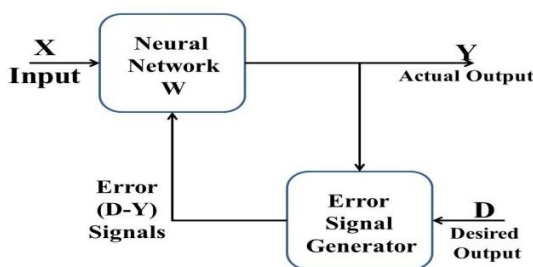 X
Input
Neural
Network
W
Y
Actual Output
Error
(D-Y)
Signals
Error
Signal
Generator
D
Desired
Output